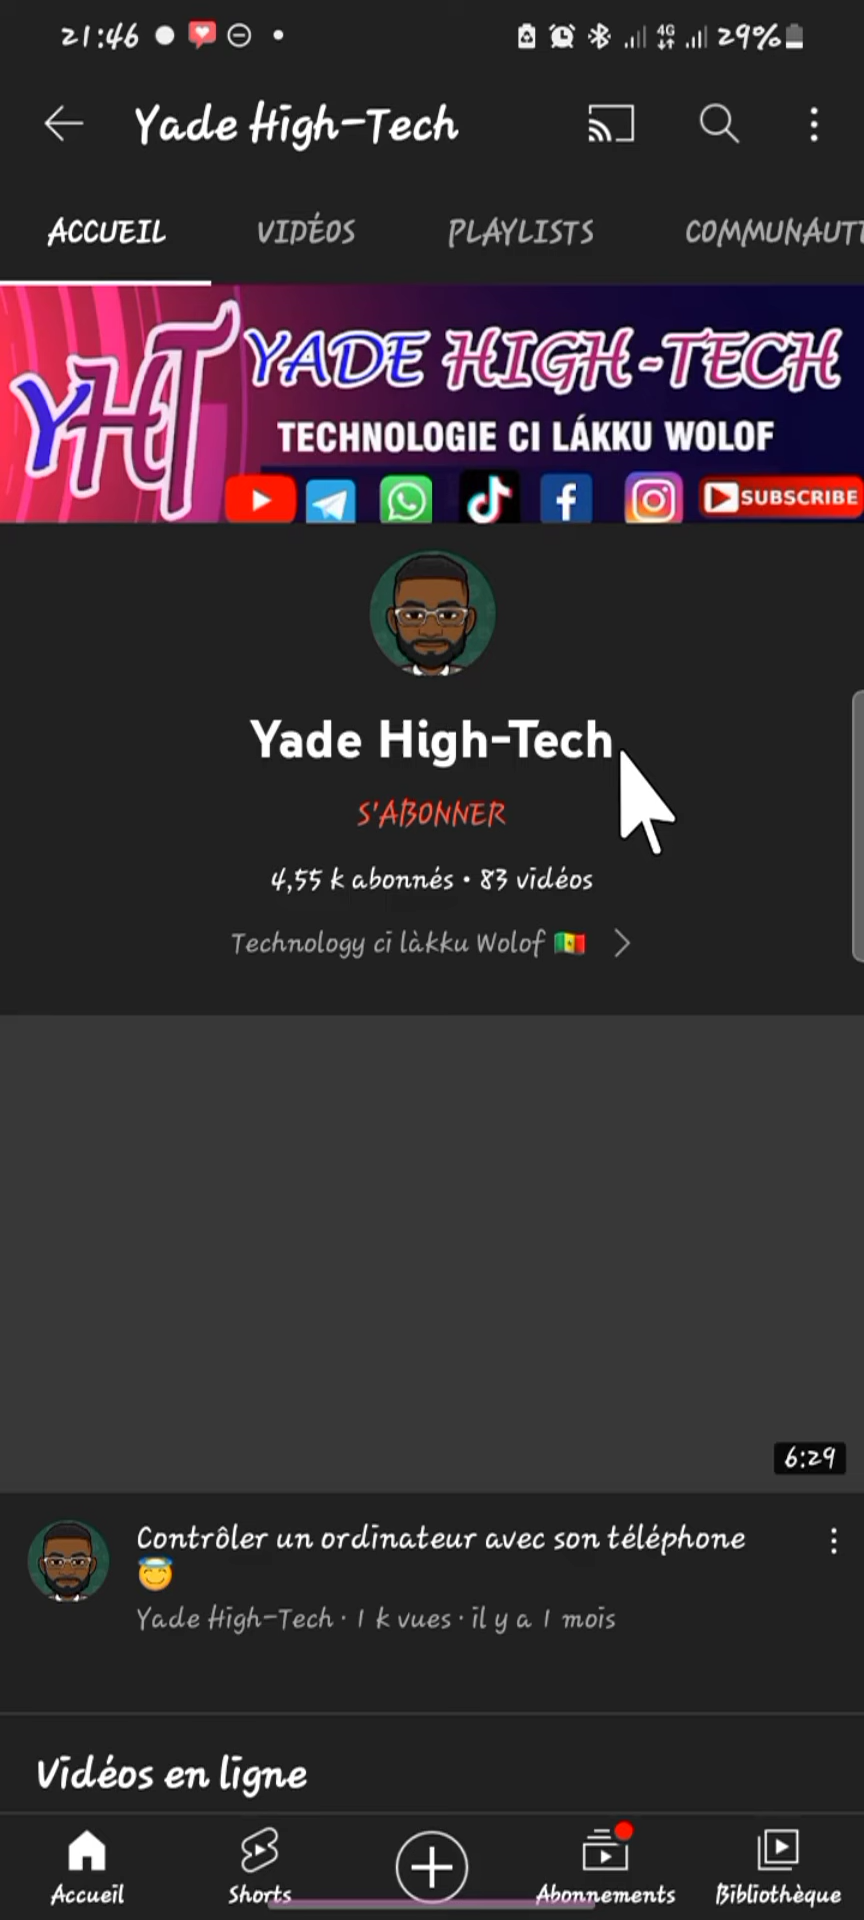 21:46 4G 29%
Yade High-Tech
ACCUEIL VIDÉOS PLAYLISTS COMMUNAUTÉ
YHT YADE HIGH-TECH
TECHNOLOGIE CI LÁKKU WOLOF
SUBSCRIBE
Yade High-Tech
S'ABONNER
4,55 k abonnés • 83 vidéos
Technology ci làkku Wolof 🇸🇳
6:29
Contrôler un ordinateur avec son téléphone
😇
Yade High-Tech · 1 k vues · il y a 1 mois
Vidéos en ligne
Accueil Shorts Abonnements Bibliothèque